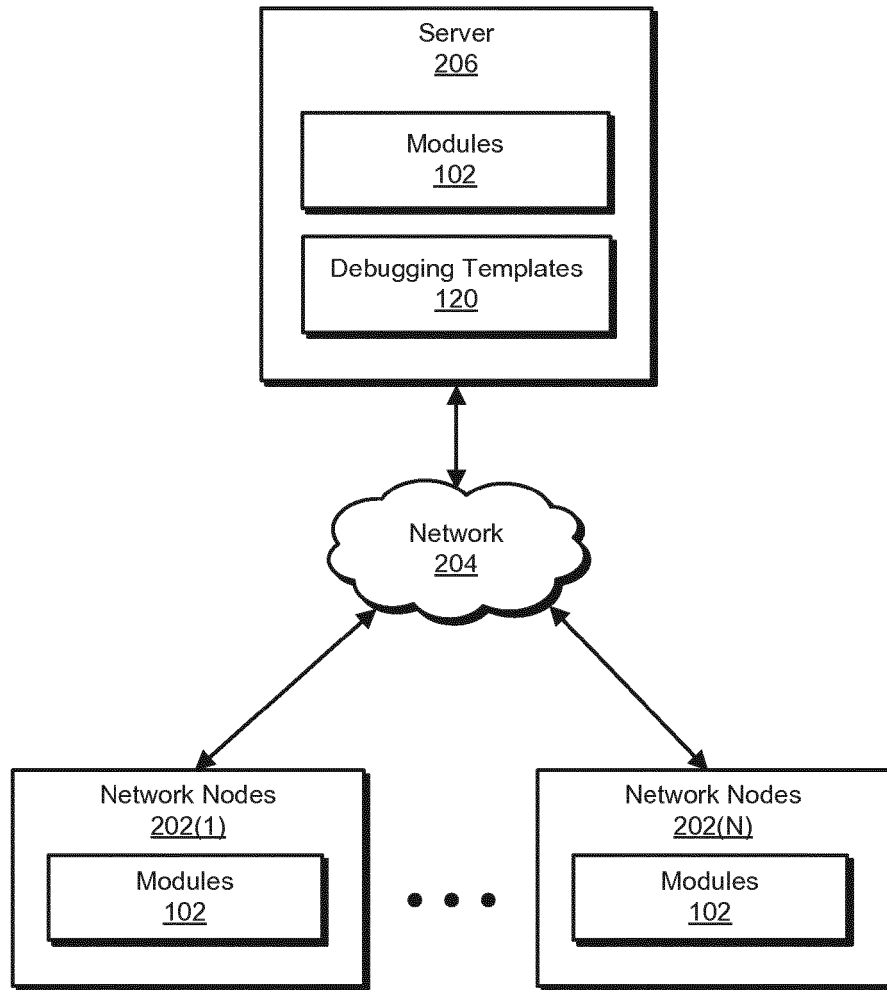 Server
206
Modules
102
Debugging Templates
120
Network
204
Network Nodes
202(1)
Modules
102
Network Nodes
202(N)
Modules
102